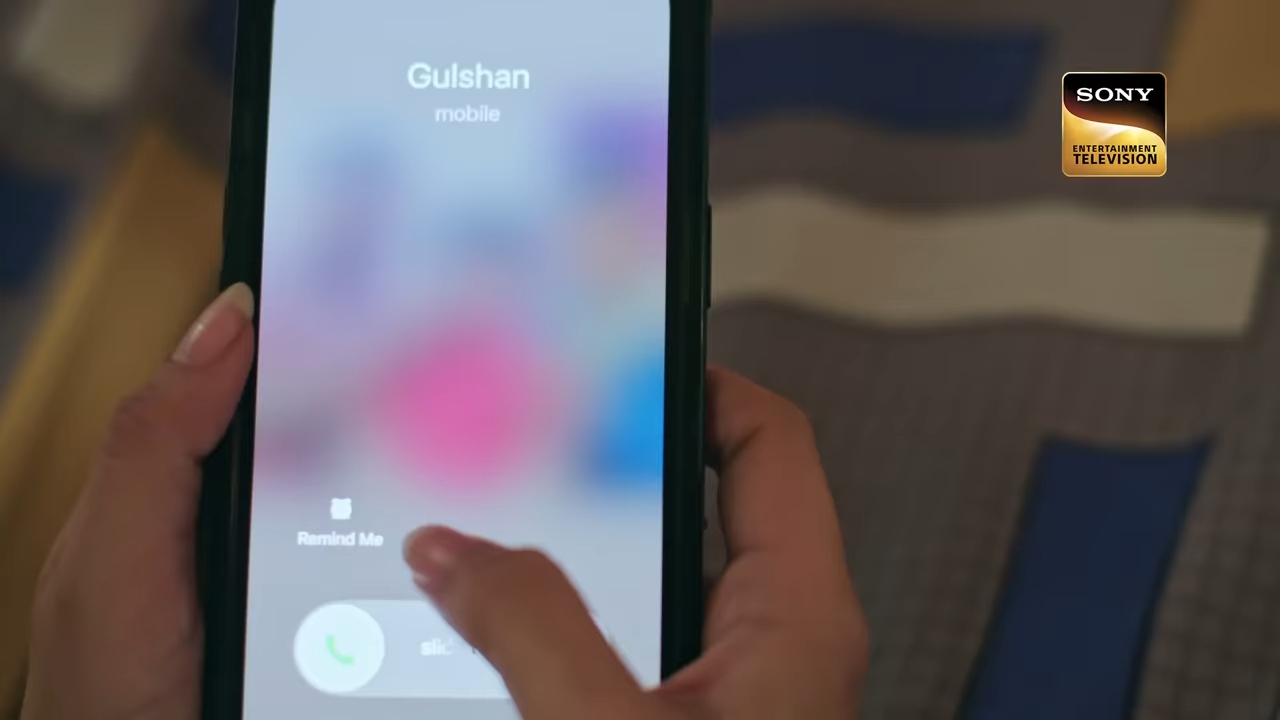 Gulshan
mobile
SONY
ENTERTAINMENT
TELEVISION
Remind Me